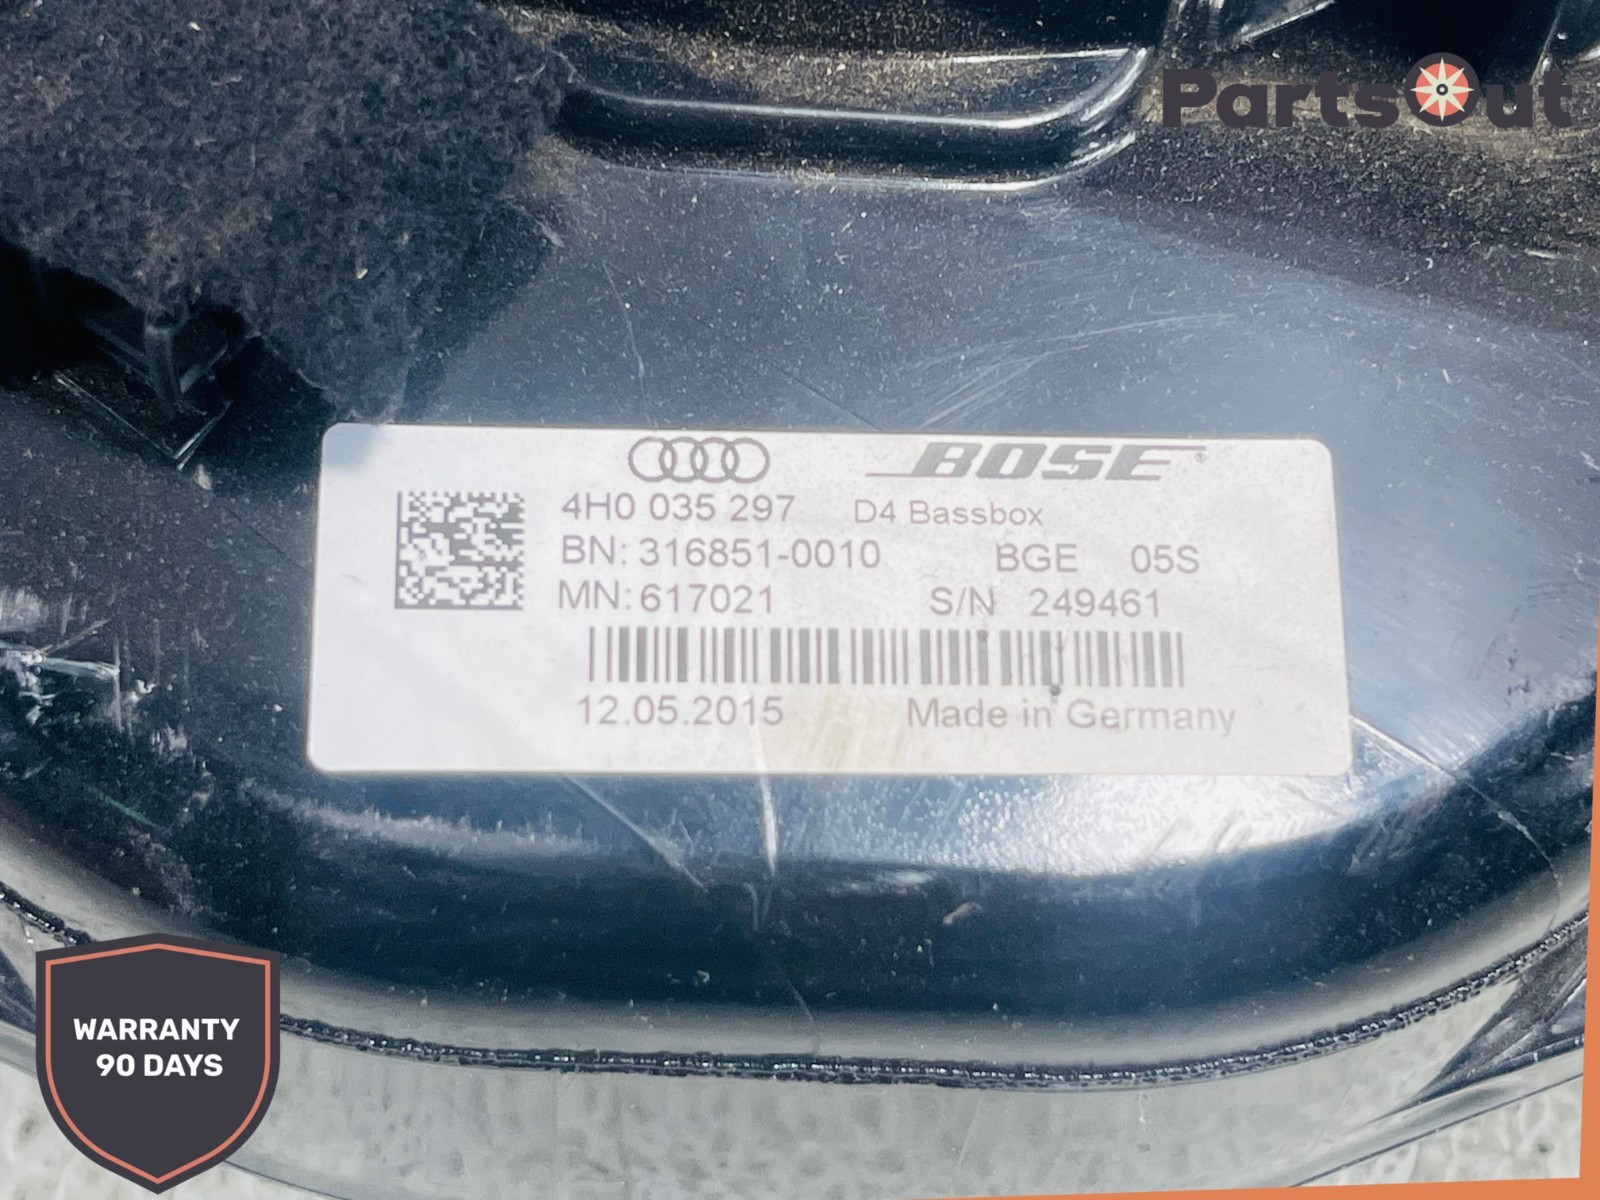 PartsOut
BOSE
4H0 035 297 D4 Bassbox
BN: 316851-0010 BGE 05S
MN: 617021 S/N 249461
12.05.2015 Made in Germany
WARRANTY
90 DAYS